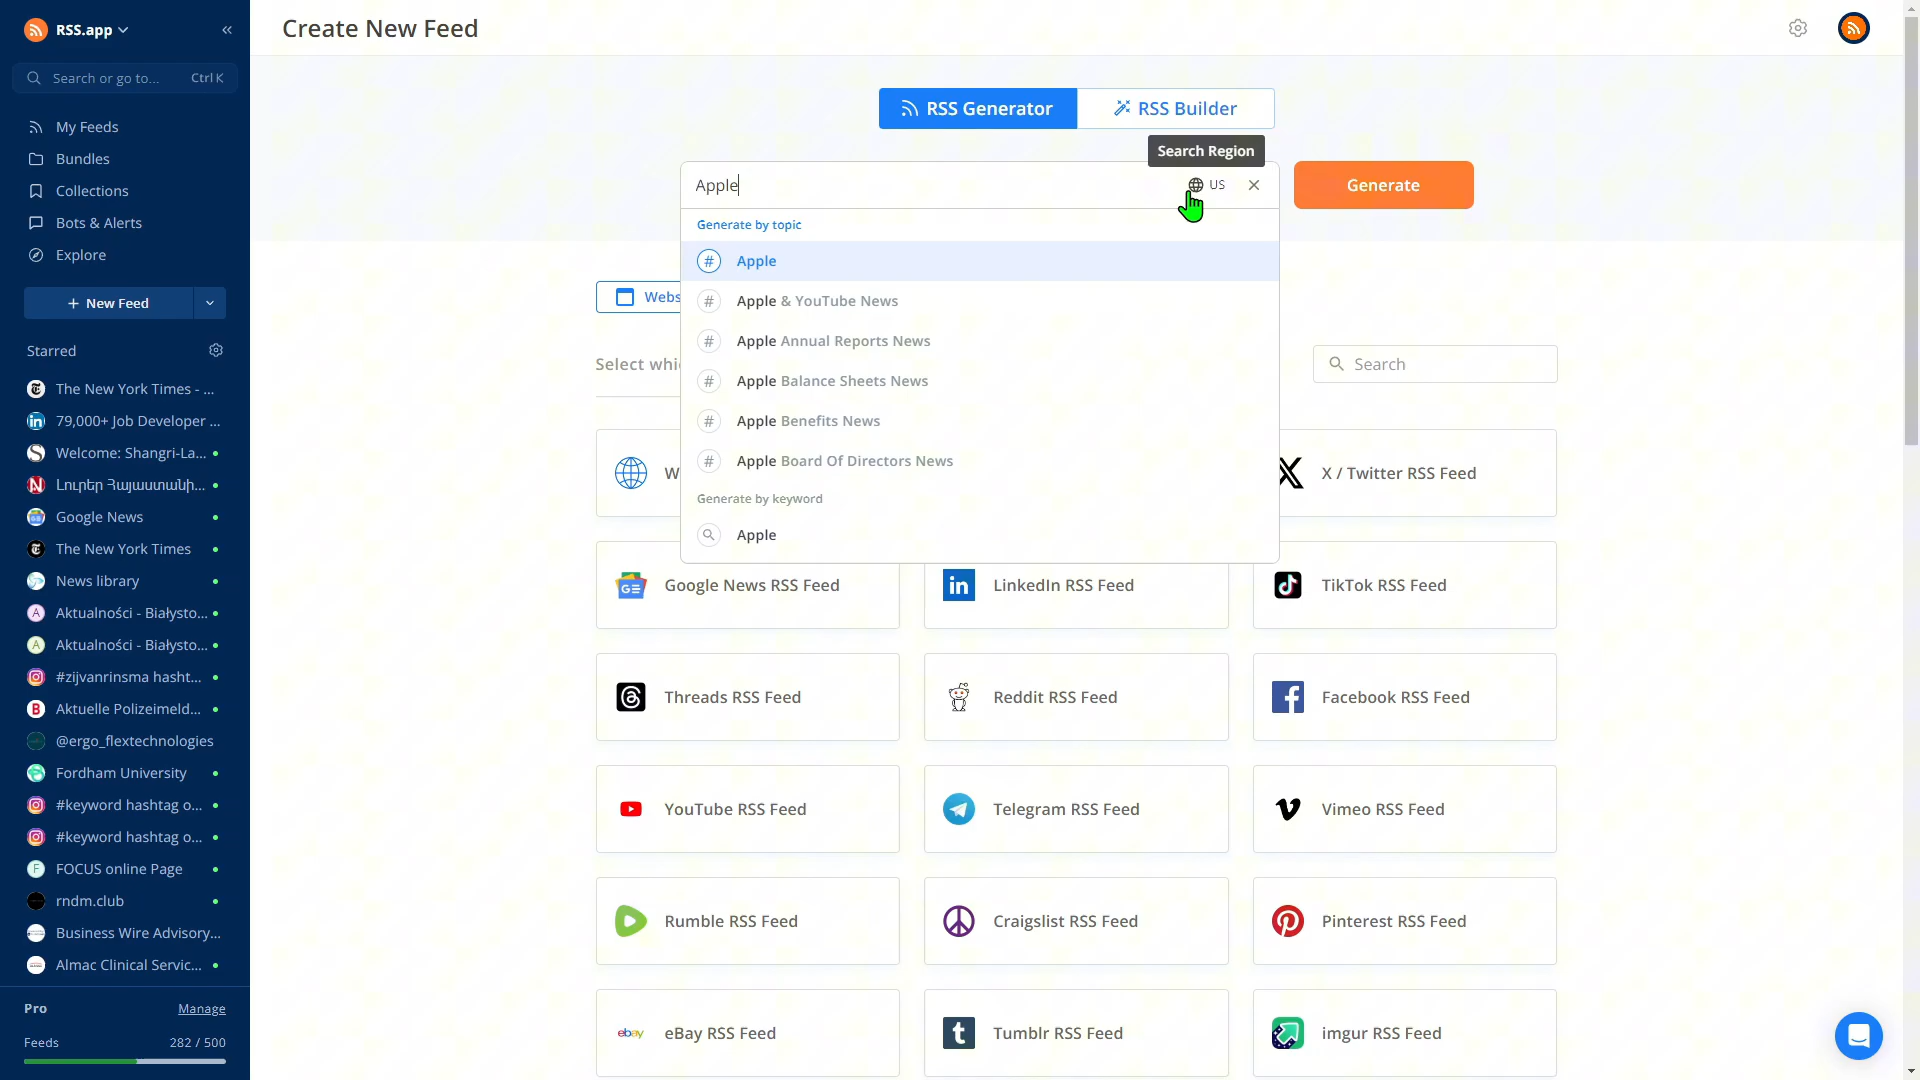 RSS.app
Create New Feed
Search or go to...
Ctrl K
My Feeds
Bundles
Collections
Bots & Alerts
Explore
+ New Feed
Starred
The New York Times - ...
79,000+ Job Developer ...
Welcome: Shangri-La...
Լուրեր Հայաստանի...
Google News
The New York Times
News library
Aktualności - Białysto...
Aktualności - Białysto...
#zijvanrinsma hasht...
Aktuelle Polizeimeld...
@ergo_flextechnologies
Fordham University
#keyword hashtag o...
#keyword hashtag o...
FOCUS online Page
rndm.club
Business Wire Advisory...
Almac Clinical Servic...
Pro
Manage
Feeds
282 / 500
RSS Generator
RSS Builder
Search Region
Apple
US
Generate
Generate by topic
# Apple
# Apple & YouTube News
# Apple Annual Reports News
# Apple Balance Sheets News
# Apple Benefits News
# Apple Board Of Directors News
Generate by keyword
Apple
Webs
Select whi
Search
W
X / Twitter RSS Feed
Google News RSS Feed
LinkedIn RSS Feed
TikTok RSS Feed
Threads RSS Feed
Reddit RSS Feed
Facebook RSS Feed
YouTube RSS Feed
Telegram RSS Feed
Vimeo RSS Feed
Rumble RSS Feed
Craigslist RSS Feed
Pinterest RSS Feed
ebay
eBay RSS Feed
Tumblr RSS Feed
imgur RSS Feed